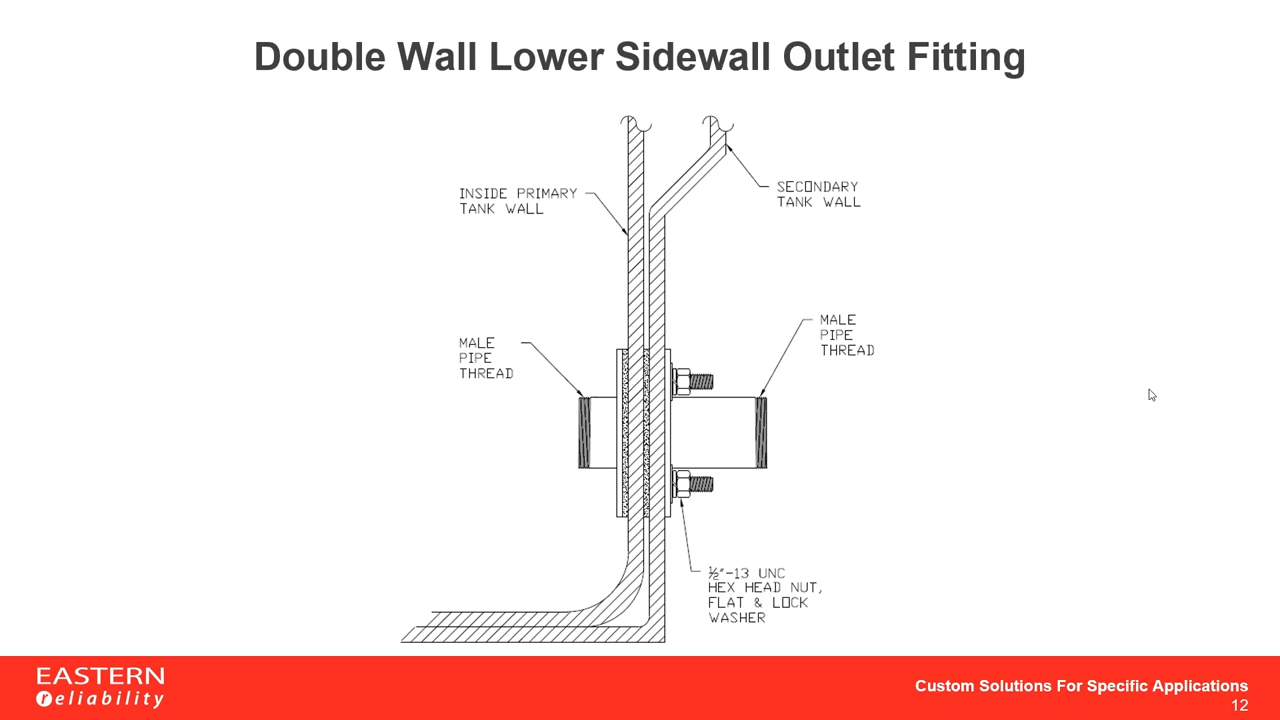 Double Wall Lower Sidewall Outlet Fitting
INSIDE PRIMARY
TANK WALL
SECONDARY
TANK WALL
MALE
PIPE
THREAD
MALE
PIPE
THREAD
½"-13 UNC
HEX HEAD NUT,
FLAT & LOCK
WASHER
EASTERN
reliability
Custom Solutions For Specific Applications
12